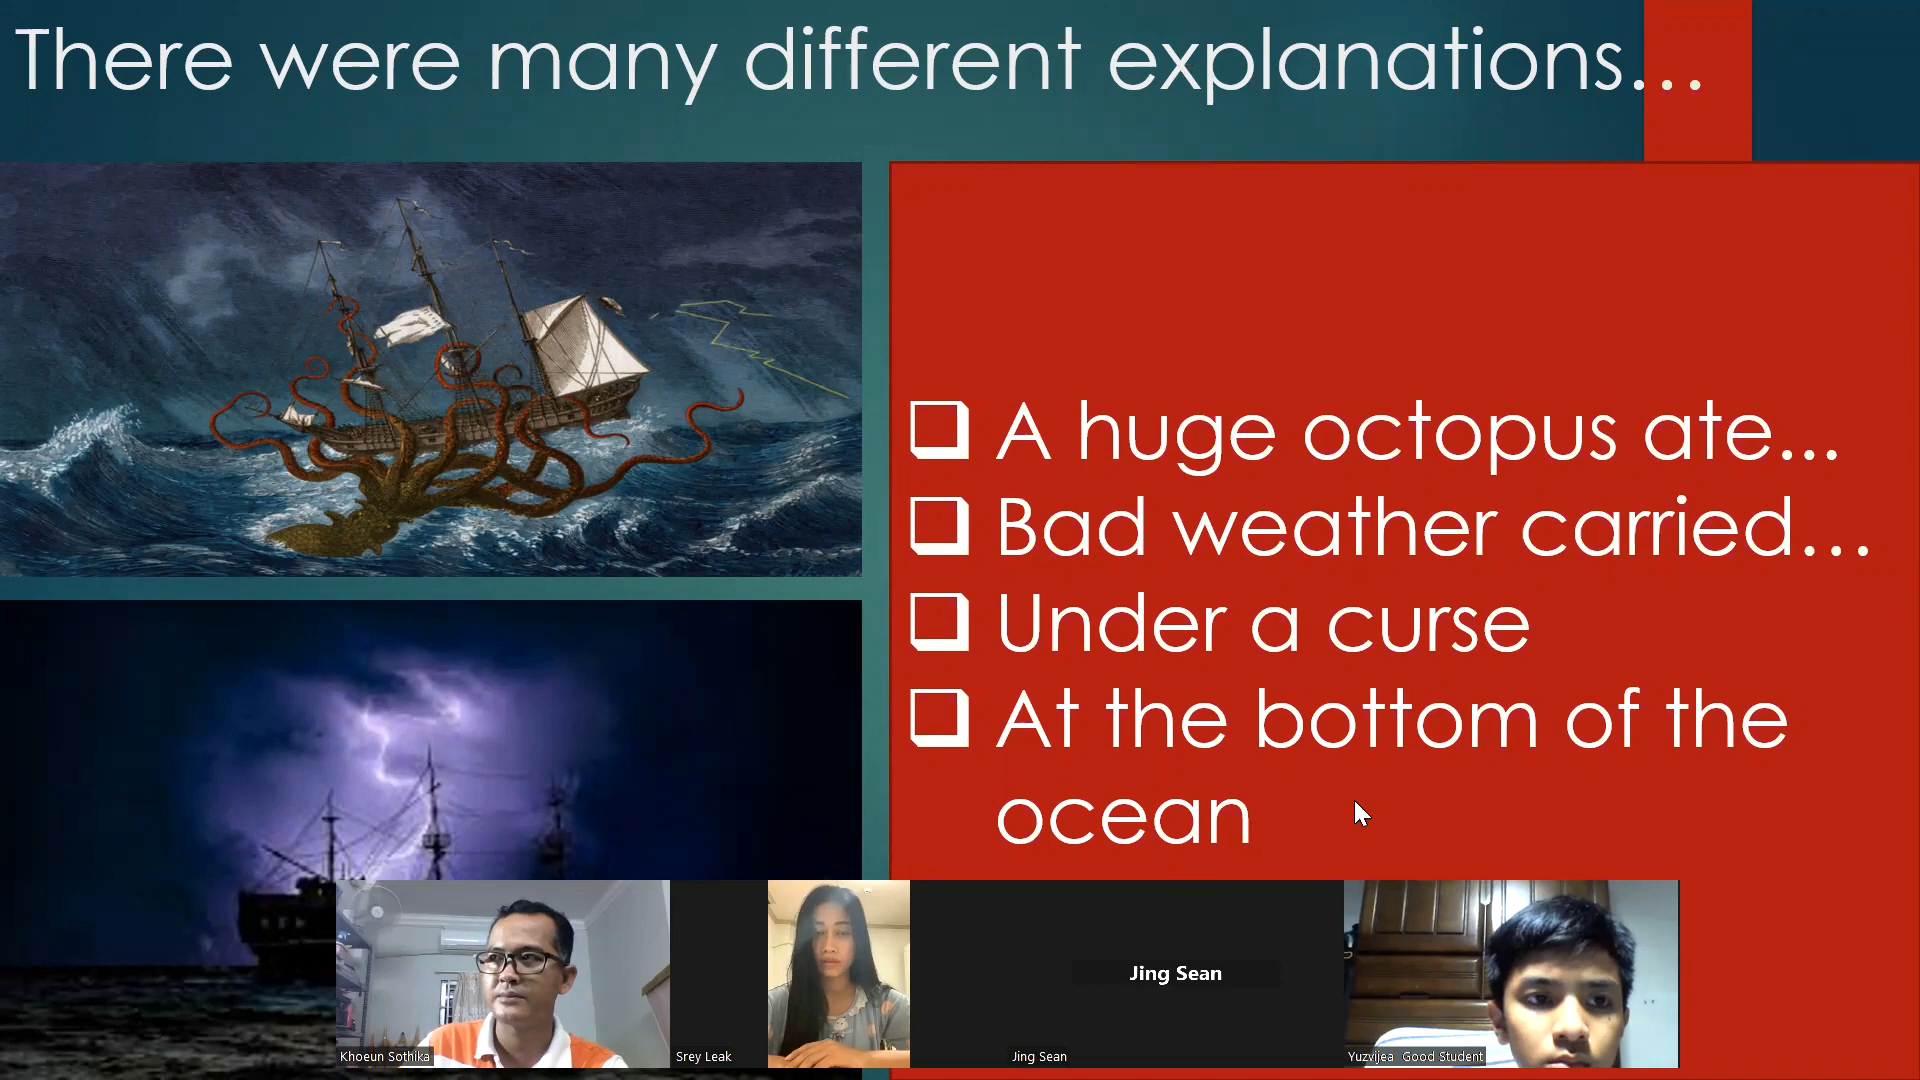 There were many different explanations...
❑ A huge octopus ate...
❑ Bad weather carried...
❑ Under a curse
❑ At the bottom of the
ocean
Jing Sean
Khoeun Sothika
Srey Leak
Jing Sean
Yuzvijea Good Student